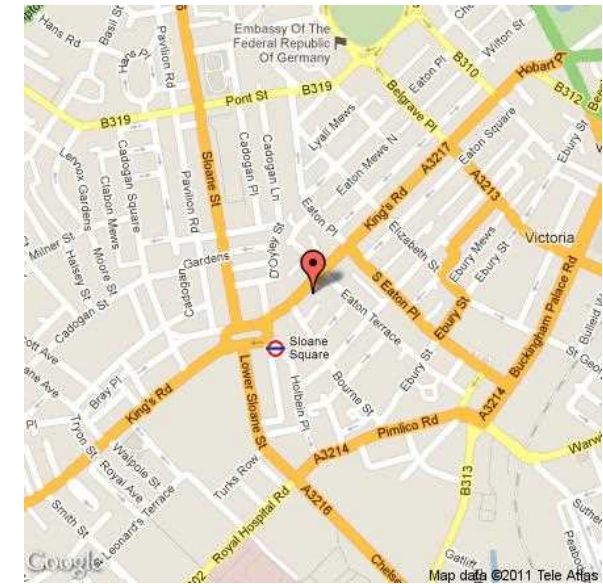 Hans Rd
Basil St
Hans Pl
Pavilion Rd
Embassy Of The
Federal Republic
Of Germany
Wilton St
Eaton Pl
B310
Hobart Pl
B312
B319
Pont St
B319
Belgrave Pl
Lyall Mews
Eaton Mews N
Eaton Square
Ebury St
A3217
King's Rd
A3213
Lennox Gardens
Cadogan Square
Clabon Mews
Pavilion Rd
Sloane St
Cadogan Pl
Cadogan Ln
Eaton Pl
Elizabeth St
Ebury Mews
Ebury St
Victoria
Milner St
Halsey St
Moore St
Cadogan St
Cadogan
Gardens
D'Oyley St
S Eaton Pl
Eaton Terrace
Ebury St
Buckingham Palace Rd
Sloane
Square
Bray Pl
King's Rd
Lower Sloane St
Holbein Pl
Bourne St
Ebury St
Pimlico Rd
A3214
A3214
B313
Tryon St
Royal Ave
Walpole St
St Leonard's Terrace
Smith St
Turks Row
Royal Hospital Rd
A3216
Google
Map data ©2011 Tele Atlas